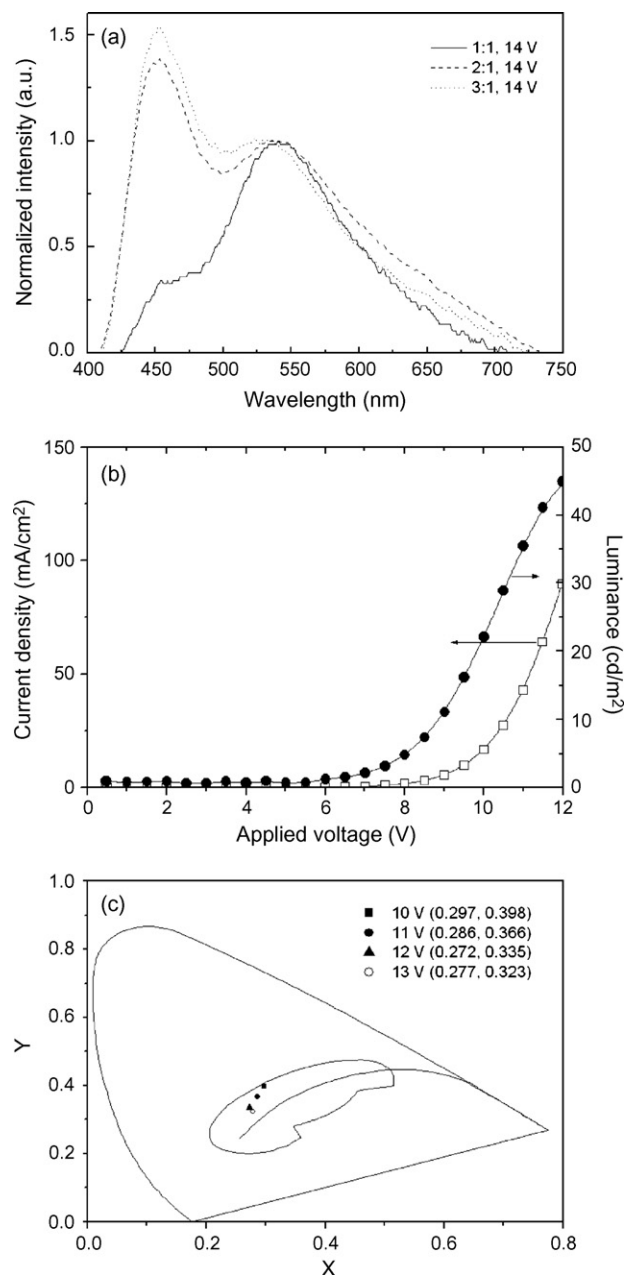 (a)
1:1, 14 V
2:1, 14 V
3:1, 14 V
1.5
1.0
0.5
0.0
Normalized intensity (a.u.)
400 450 500 550 600 650 700 750
Wavelength (nm)
(b)
150
100
50
0
Current density (mA/cm²)
50
40
30
20
10
0
Luminance (cd/m²)
0 2 4 6 8 10 12
Applied voltage (V)
(c)
10 V (0.297, 0.398)
11 V (0.286, 0.366)
12 V (0.272, 0.335)
13 V (0.277, 0.323)
1.0
0.8
0.6
0.4
0.2
0.0
Y
0.0 0.2 0.4 0.6 0.8
X